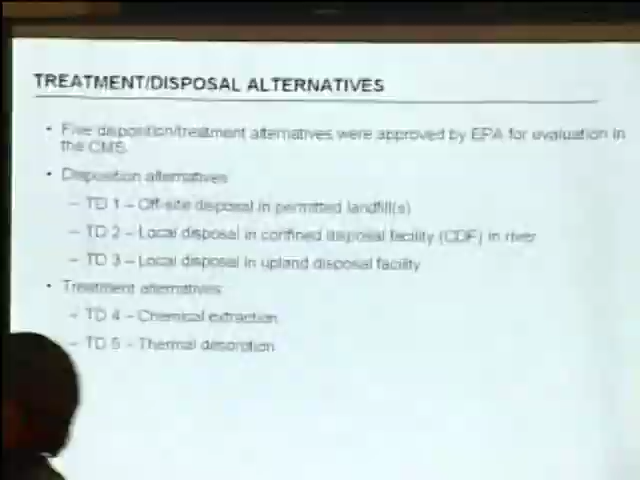 TREATMENT/DISPOSAL ALTERNATIVES
• Five disposition/treatment alternatives were approved by EPA for evaluation in
the CMS.
• Disposition alternatives
– TD 1 – Off-site disposal in permitted landfill(s)
– TD 2 – Local disposal in confined disposal facility (CDF) in river
– TD 3 – Local disposal in upland disposal facility
• Treatment alternatives
– TD 4 – Chemical extraction
– TD 5 – Thermal desorption